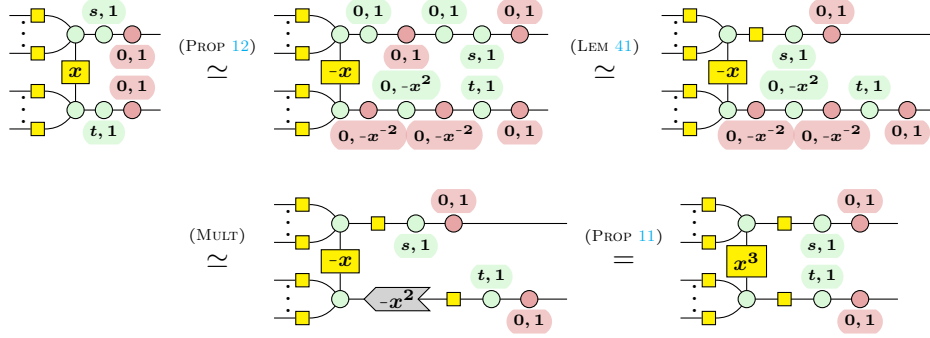 s, 1
0, 1
x
0, 1
t, 1
(Prop 12)
≃
0, 1
0, 1
0, 1
0, 1
s, 1
-x
0, -x²
t, 1
0, -x⁻²
0, -x⁻²
0, 1
(Lem 41)
≃
0, 1
s, 1
-x
0, -x²
t, 1
0, -x⁻²
0, -x⁻²
0, 1
(Mult)
≃
0, 1
s, 1
-x
t, 1
-x²
0, 1
(Prop 11)
=
0, 1
s, 1
x³
t, 1
0, 1